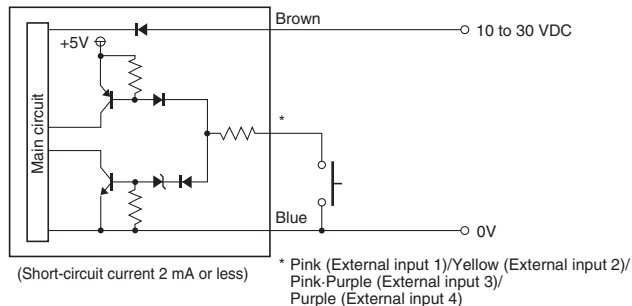 Brown
10 to 30 VDC
+5V
Main circuit
*
Blue
0V
(Short-circuit current 2 mA or less)
* Pink (External input 1)/Yellow (External input 2)/
Pink·Purple (External input 3)/
Purple (External input 4)